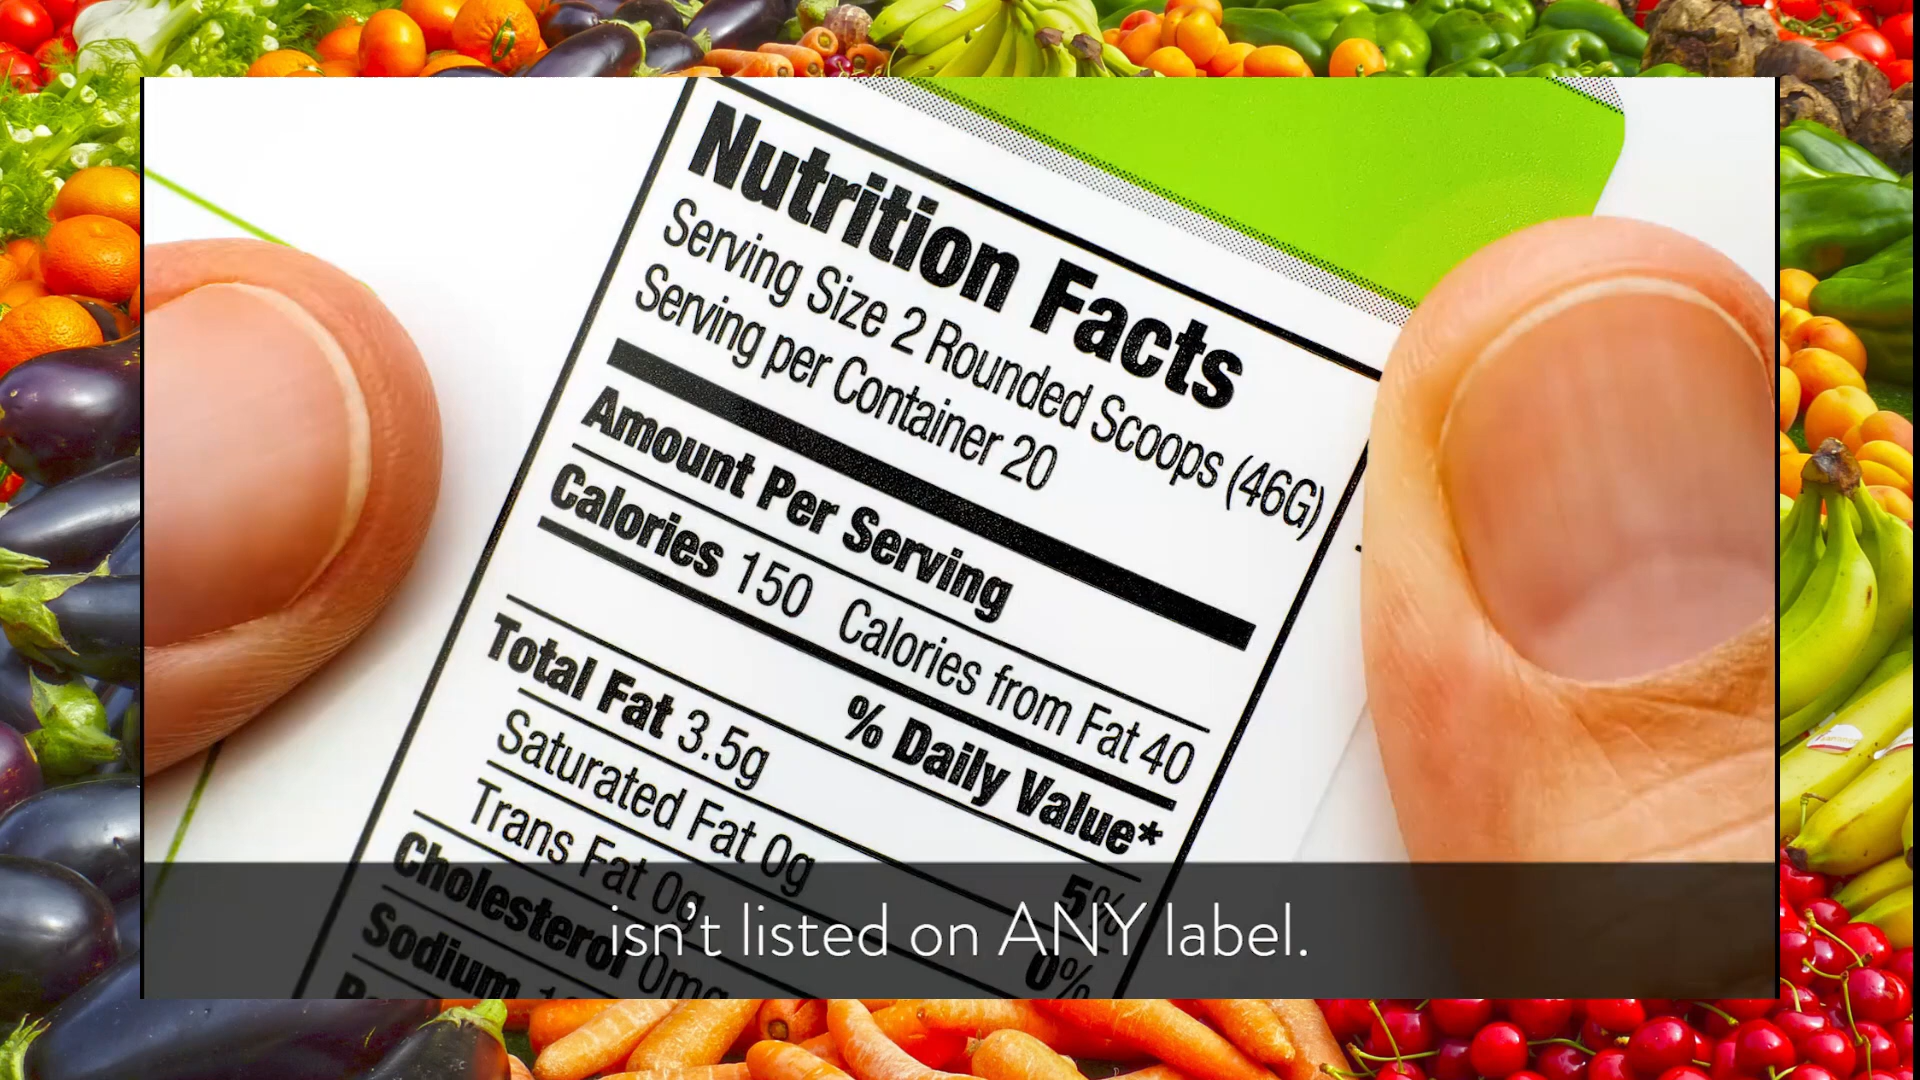 Nutrition Facts
Serving Size 2 Rounded Scoops (46G)
Serving per Container 20
Amount Per Serving
Calories 150 Calories from Fat 40
% Daily Value*
Total Fat 3.5g 5%
Saturated Fat 0g 0%
Trans Fat 0g
Cholesterol 0mg
Sodium
isn't listed on ANY label.